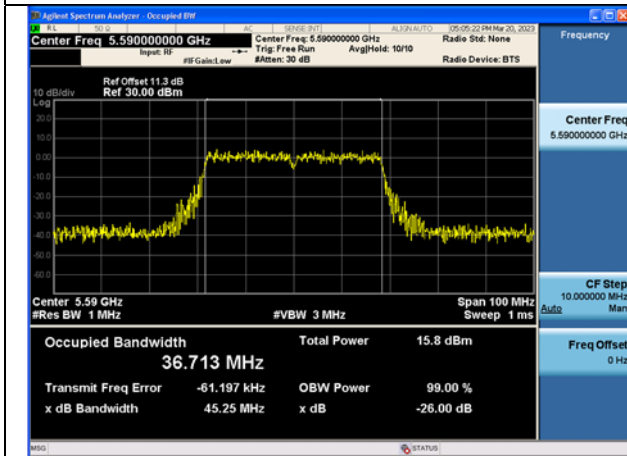 Agilent Spectrum Analyzer - Occupied BW
RL 50 Ω AC SENSE:INT ALIGN AUTO 05:05:22 PM Mar 20, 2023
Center Freq 5.590000000 GHz Center Freq: 5.590000000 GHz Radio Std: None
Input: RF Trig: Free Run Avg|Hold: 10/10
#IFGain:Low #Atten: 30 dB Radio Device: BTS
Ref Offset 11.3 dB
10 dB/div Ref 30.00 dBm
Log
20.0
10.0
0.00
-10.0
-20.0
-30.0
-40.0
-50.0
-60.0
Center 5.59 GHz Span 100 MHz
#Res BW 1 MHz #VBW 3 MHz Sweep 1 ms
Occupied Bandwidth Total Power 15.8 dBm
36.713 MHz
Transmit Freq Error -61.197 kHz OBW Power 99.00 %
x dB Bandwidth 45.25 MHz x dB -26.00 dB
MSG STATUS
Frequency
Center Freq
5.590000000 GHz
CF Step
10.000000 MHz
Auto Man
Freq Offset
0 Hz